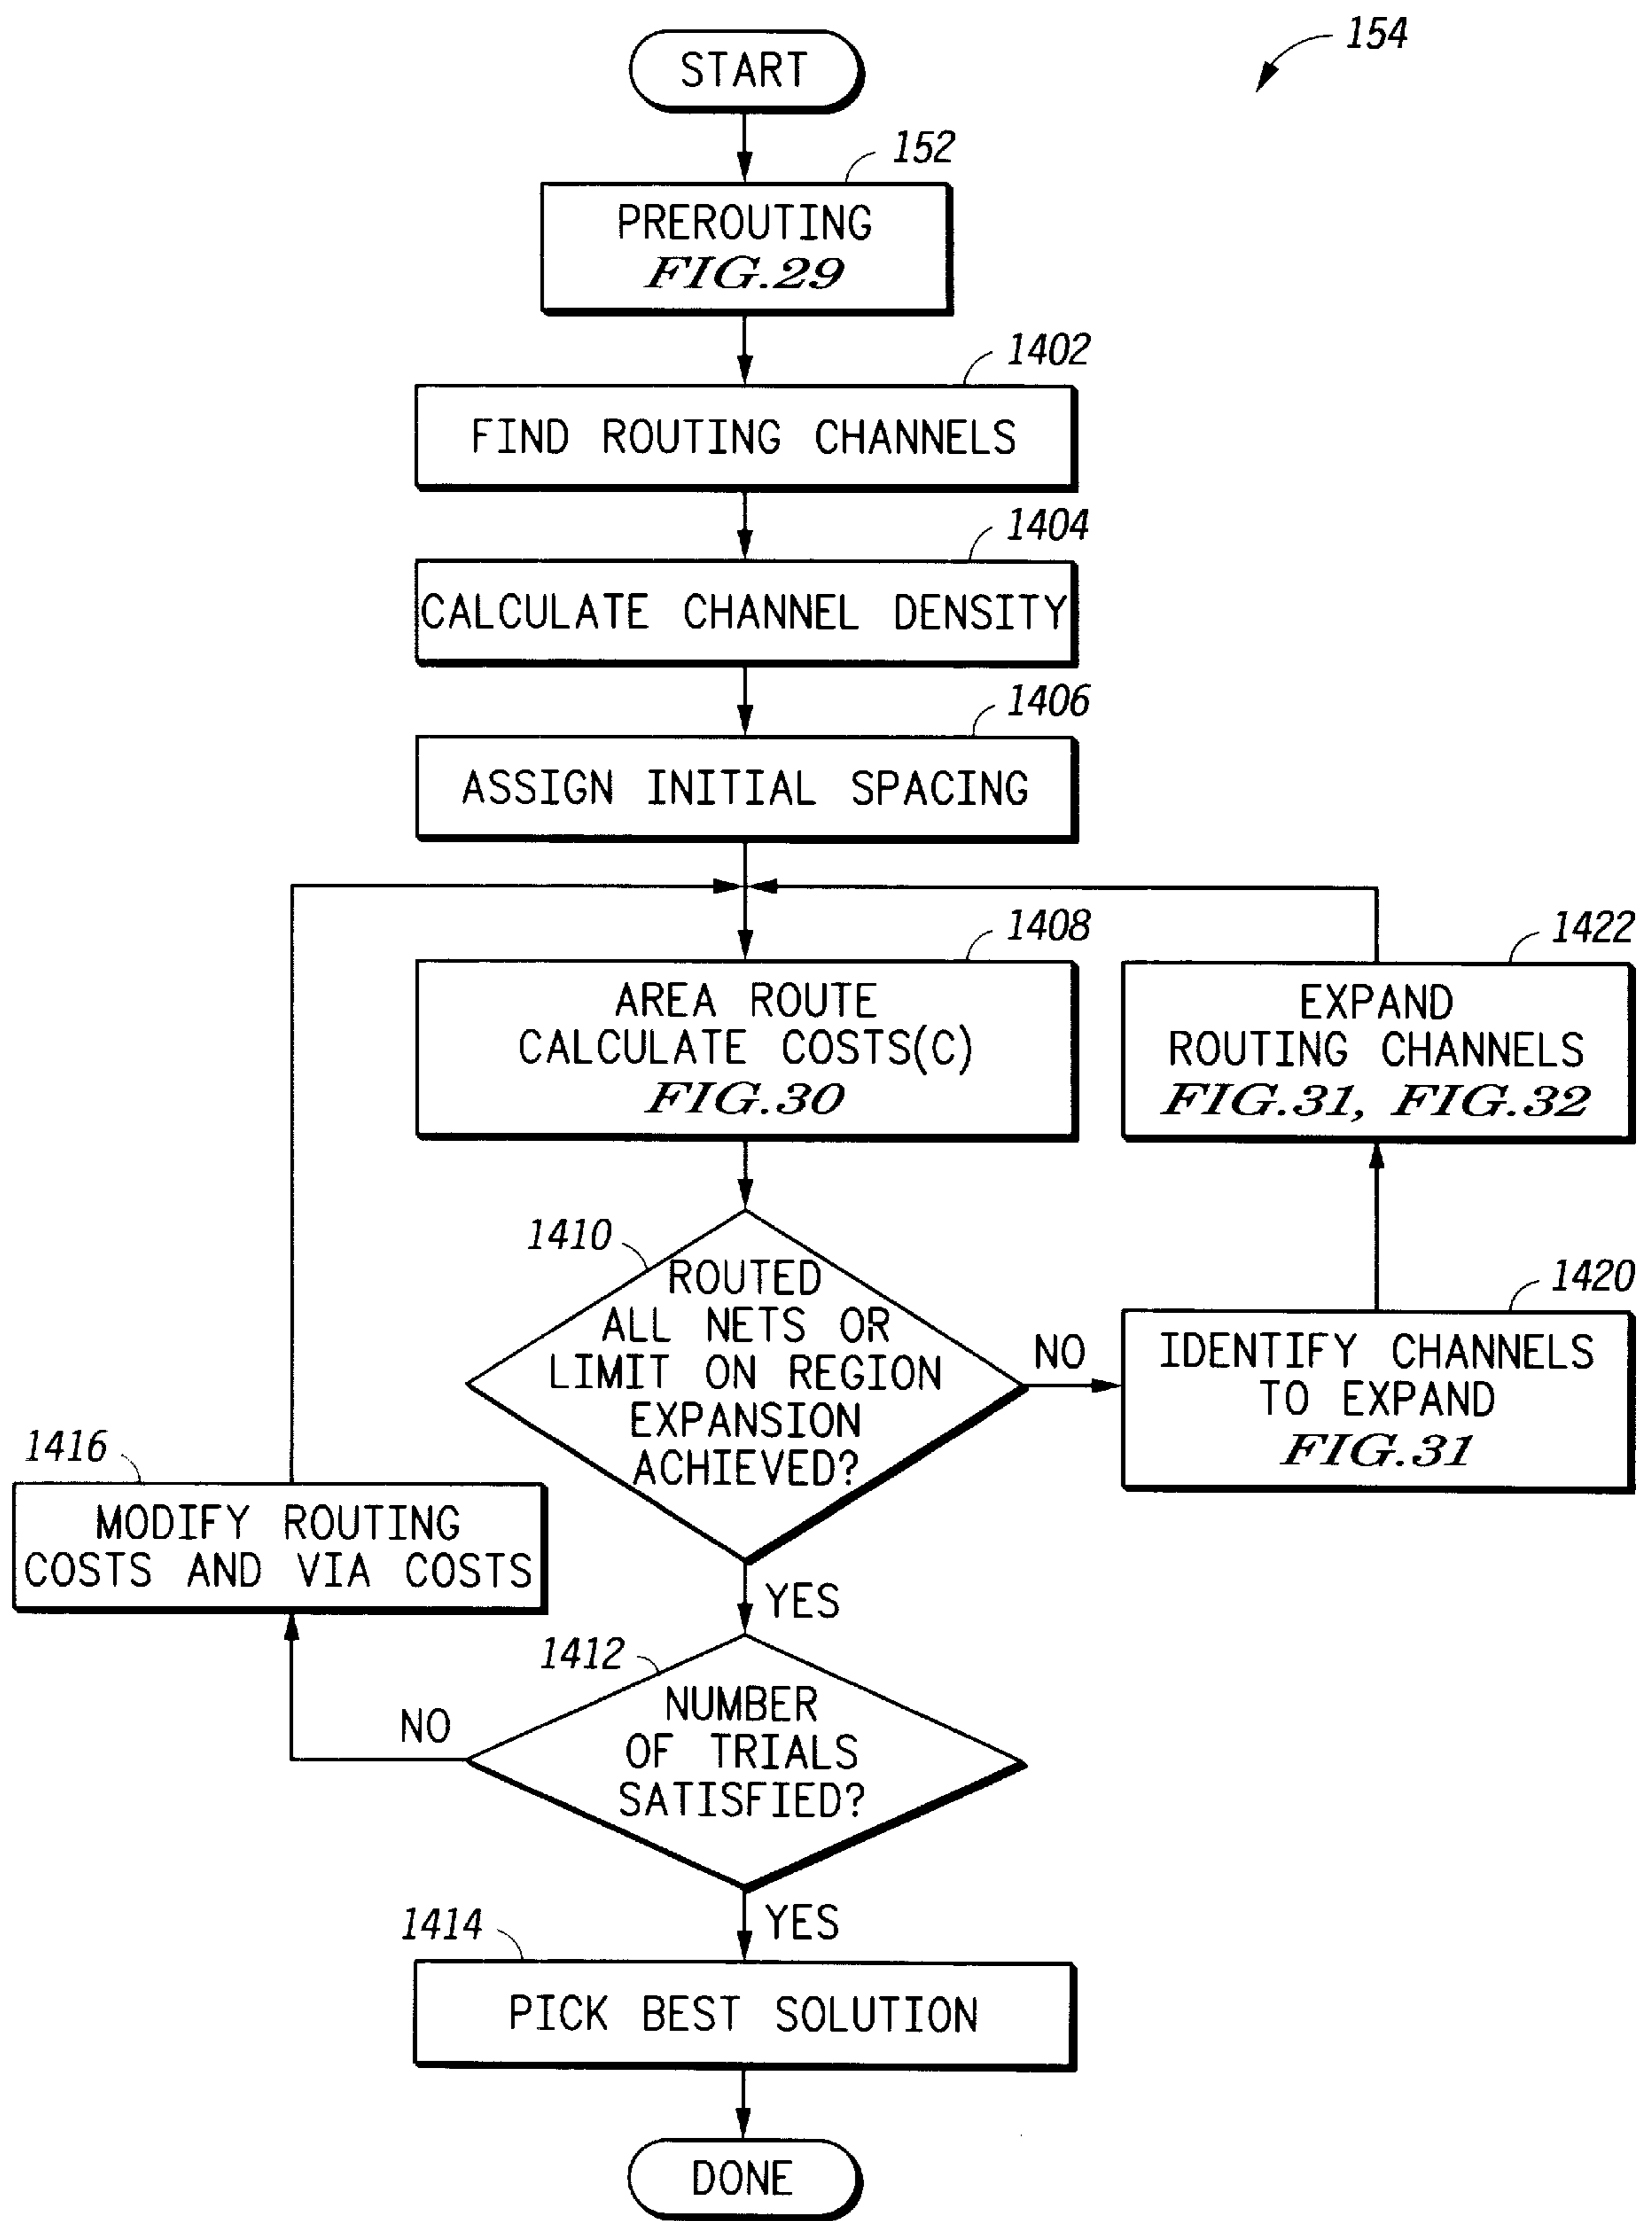 154
START
152
PREROUTING
FIG.29
1402
FIND ROUTING CHANNELS
1404
CALCULATE CHANNEL DENSITY
1406
ASSIGN INITIAL SPACING
1408
AREA ROUTE
CALCULATE COSTS(C)
FIG.30
1422
EXPAND
ROUTING CHANNELS
FIG.31, FIG.32
1410
ROUTED
ALL NETS OR
LIMIT ON REGION
EXPANSION
ACHIEVED?
NO
1420
IDENTIFY CHANNELS
TO EXPAND
FIG.31
1416
MODIFY ROUTING
COSTS AND VIA COSTS
YES
1412
NUMBER
OF TRIALS
SATISFIED?
NO
YES
1414
PICK BEST SOLUTION
DONE